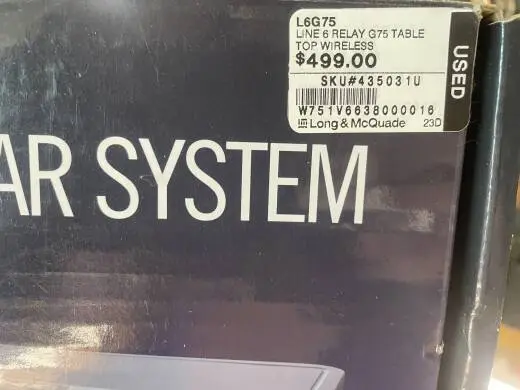 L6G75
LINE 6 RELAY G75 TABLE
TOP WIRELESS
$499.00
SKU#435031U
W751V6638000016
Long & McQuade 23D
USED
AR SYSTEM